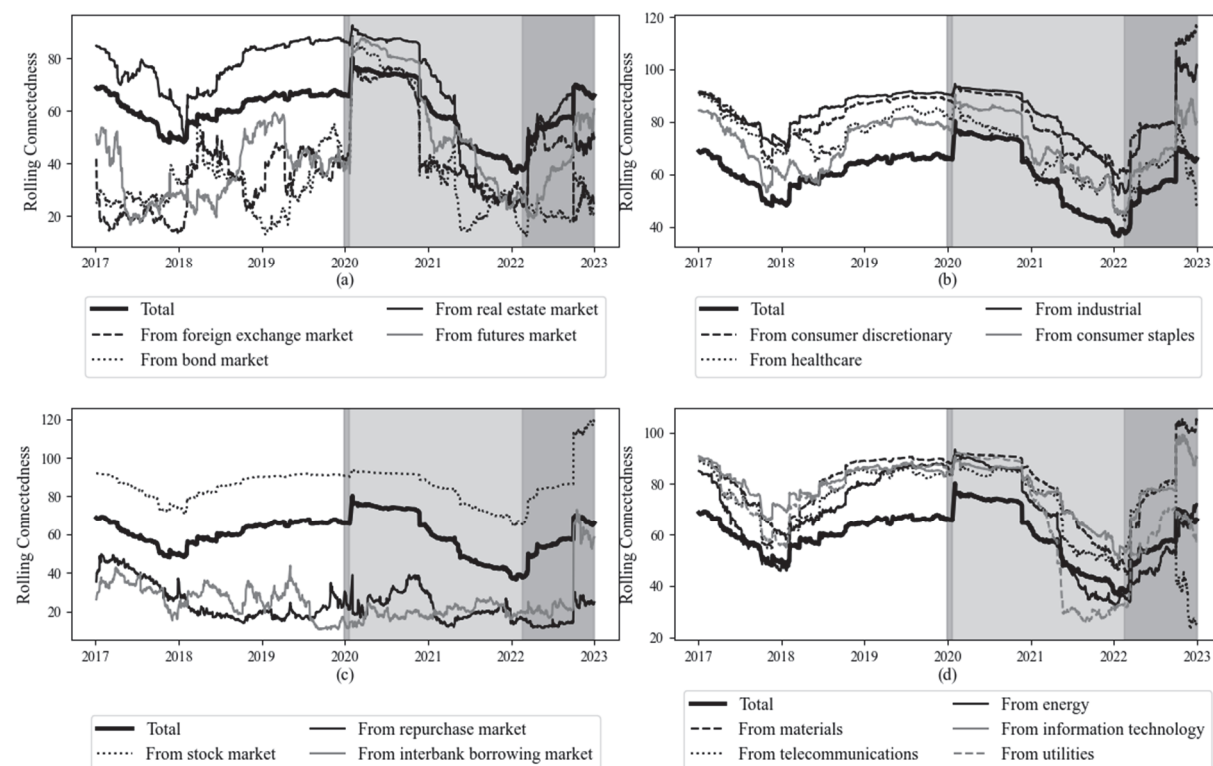 Rolling Connectedness
80
60
40
20
2017 2018 2019 2020 2021 2022 2023
(a)
Total
From real estate market
From foreign exchange market
From futures market
From bond market
Rolling Connectedness
120
100
80
60
40
2017 2018 2019 2020 2021 2022 2023
(b)
Total
From industrial
From consumer discretionary
From consumer staples
From healthcare
Rolling Connectedness
120
100
80
60
40
20
2017 2018 2019 2020 2021 2022 2023
(c)
Total
From repurchase market
From stock market
From interbank borrowing market
Rolling Connectedness
100
80
60
40
20
2017 2018 2019 2020 2021 2022 2023
(d)
Total
From energy
From materials
From information technology
From telecommunications
From utilities